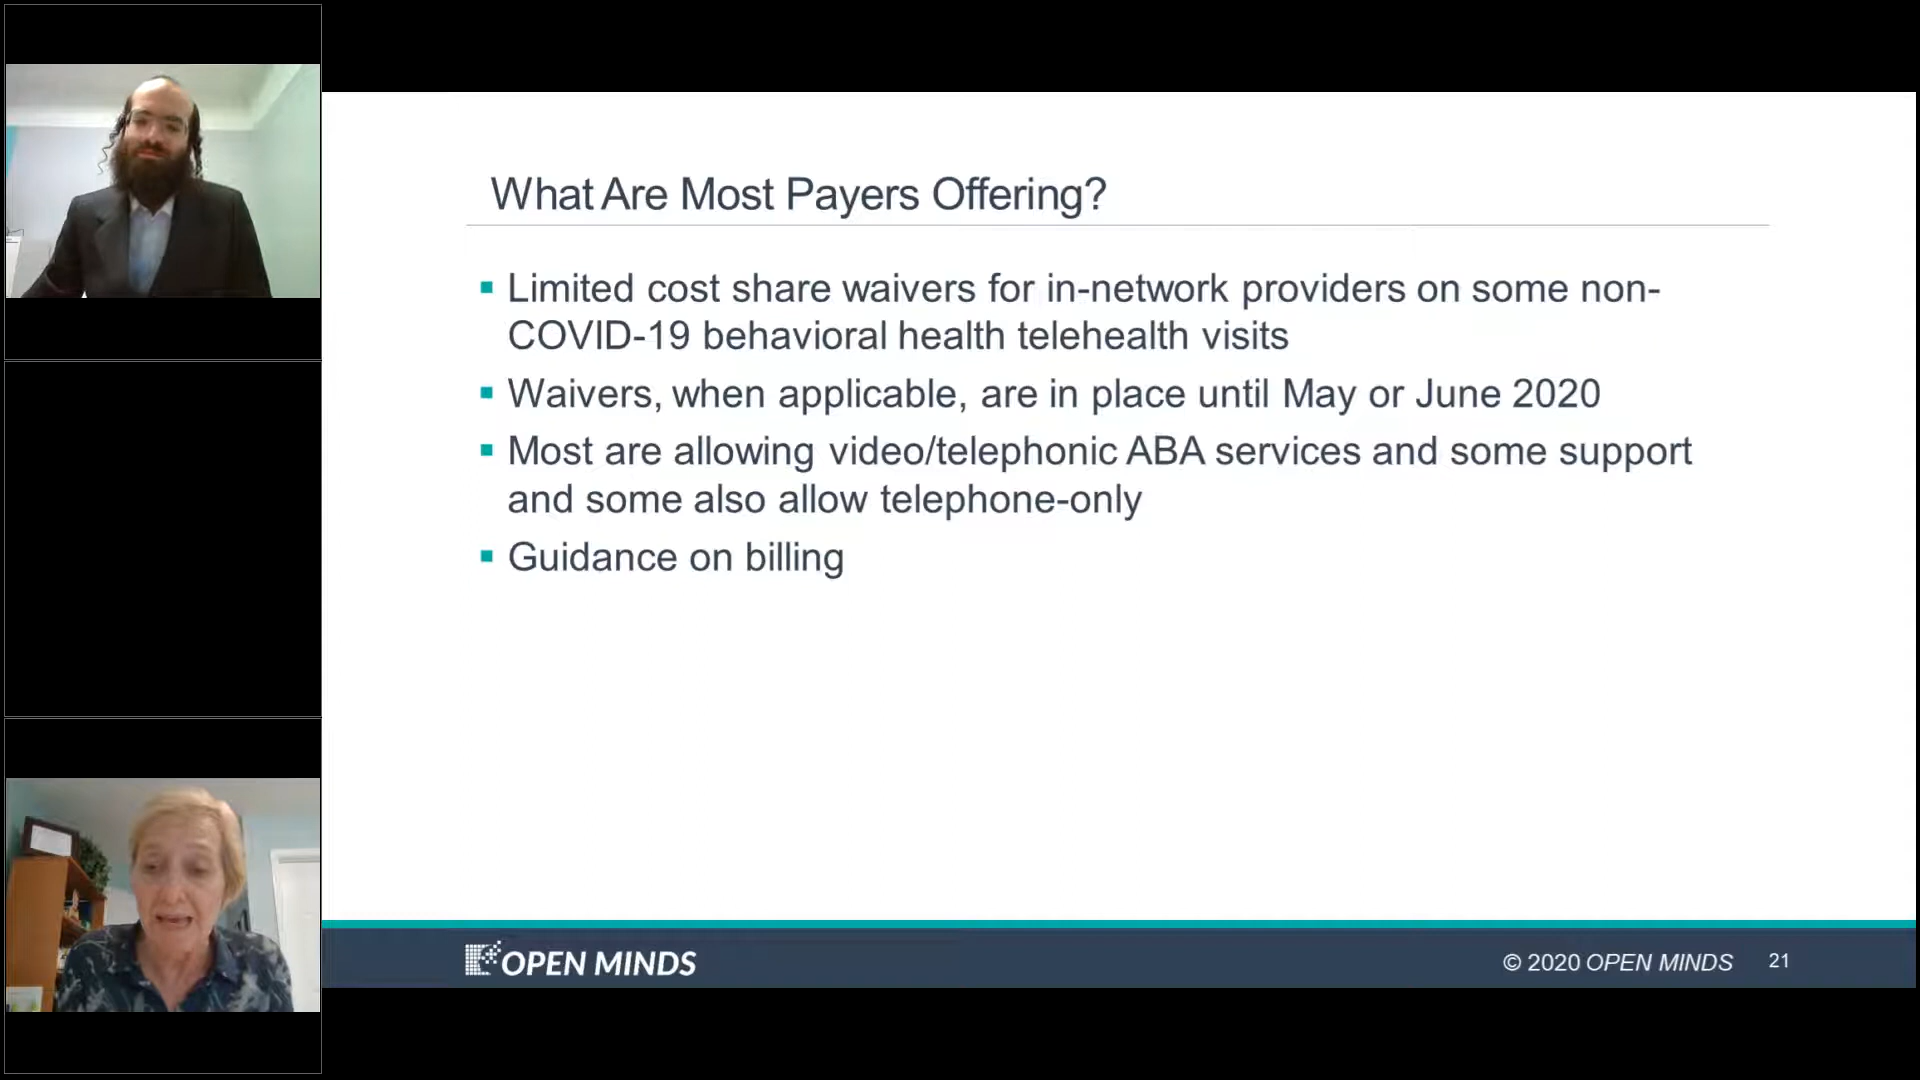 What Are Most Payers Offering?
Limited cost share waivers for in-network providers on some non-
COVID-19 behavioral health telehealth visits
Waivers, when applicable, are in place until May or June 2020
Most are allowing video/telephonic ABA services and some support
and some also allow telephone-only
Guidance on billing
OPEN MINDS
© 2020 OPEN MINDS 21